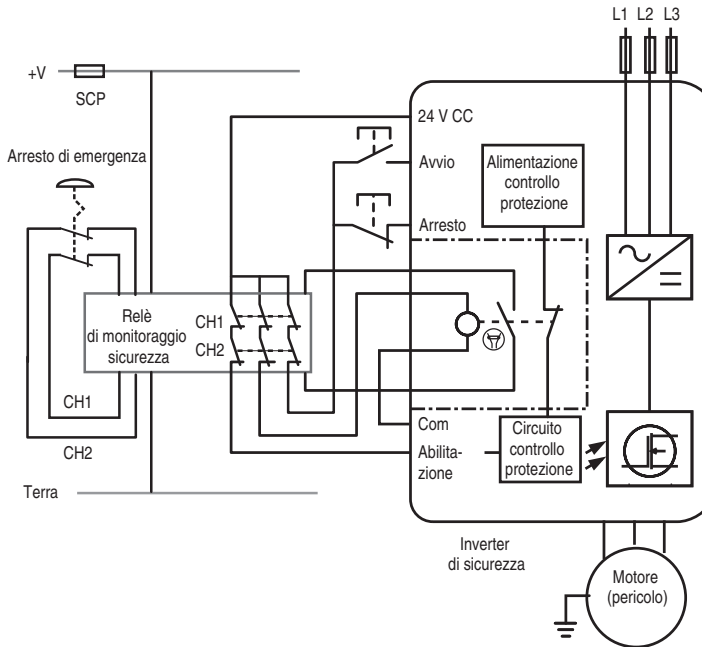 L1 L2 L3
+V
SCP
24 V CC
Arresto di emergenza
Avvio
Alimentazione
controllo
protezione
Arresto
Relè
di monitoraggio
sicurezza
CH1
CH2
CH1
CH2
Com
Abilita-
zione
Circuito
controllo
protezione
Terra
Inverter
di sicurezza
Motore
(pericolo)